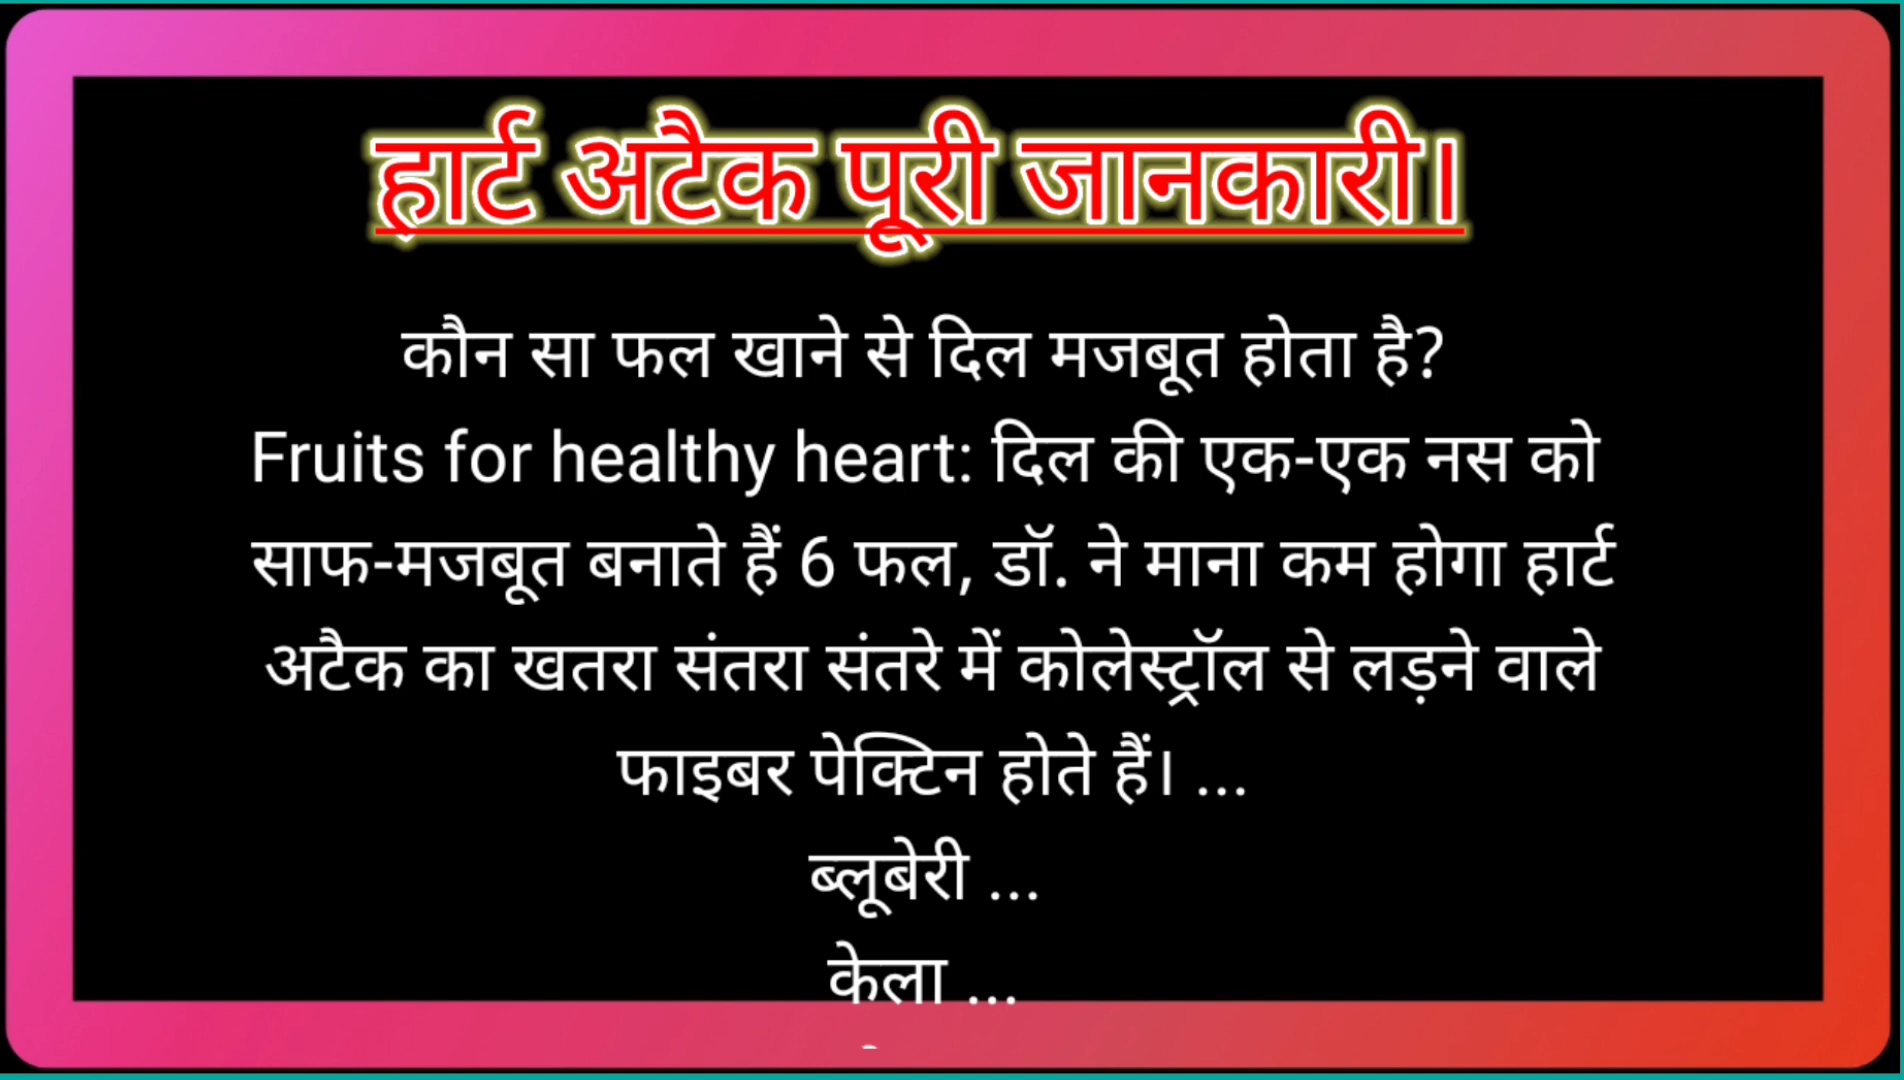 हार्ट अटैक पूरी जानकारी।
कौन सा फल खाने से दिल मजबूत होता है?
Fruits for healthy heart: दिल की एक-एक नस को
साफ-मजबूत बनाते हैं 6 फल, डॉ. ने माना कम होगा हार्ट
अटैक का खतरा संतरा संतरे में कोलेस्ट्रॉल से लड़ने वाले
फाइबर पेक्टिन होते हैं। ...
ब्लूबेरी ...
केला ...